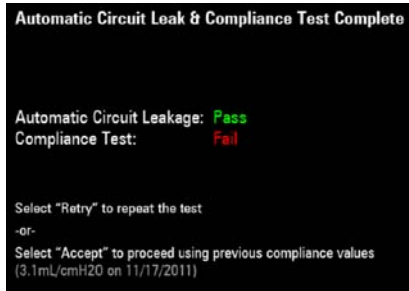 Automatic Circuit Leak & Compliance Test Complete
Automatic Circuit Leakage: Pass
Compliance Test: Fail
Select "Retry" to repeat the test
-or-
Select "Accept" to proceed using previous compliance values
(3.1mL/cmH2O on 11/17/2011)